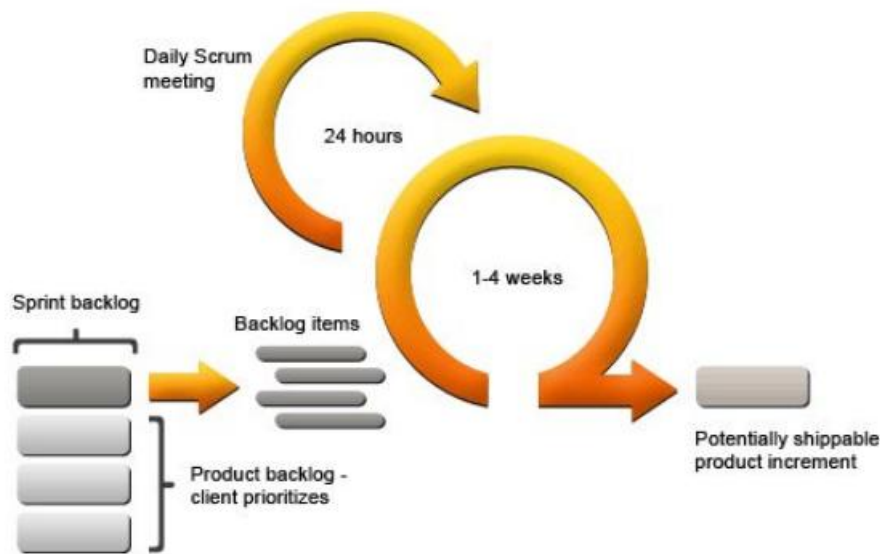 Daily Scrum
meeting
24 hours
1-4 weeks
Sprint backlog
Backlog items
Product backlog -
client prioritizes
Potentially shippable
product increment